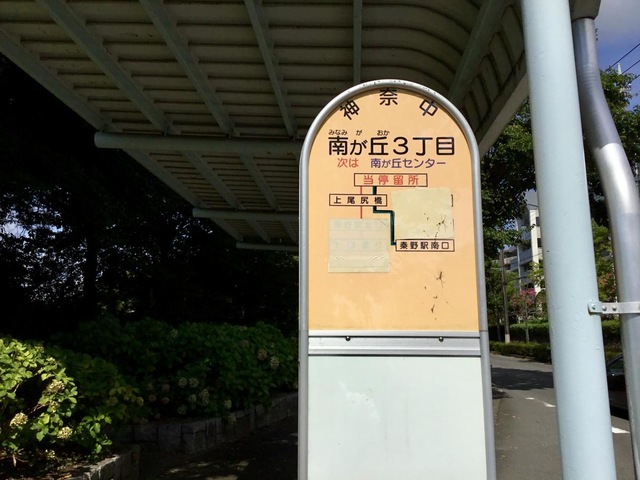 神奈中
みなみ が おか
南が丘3丁目
次は 南が丘センター
当停留所
上尾尻橋
秦野駅南口